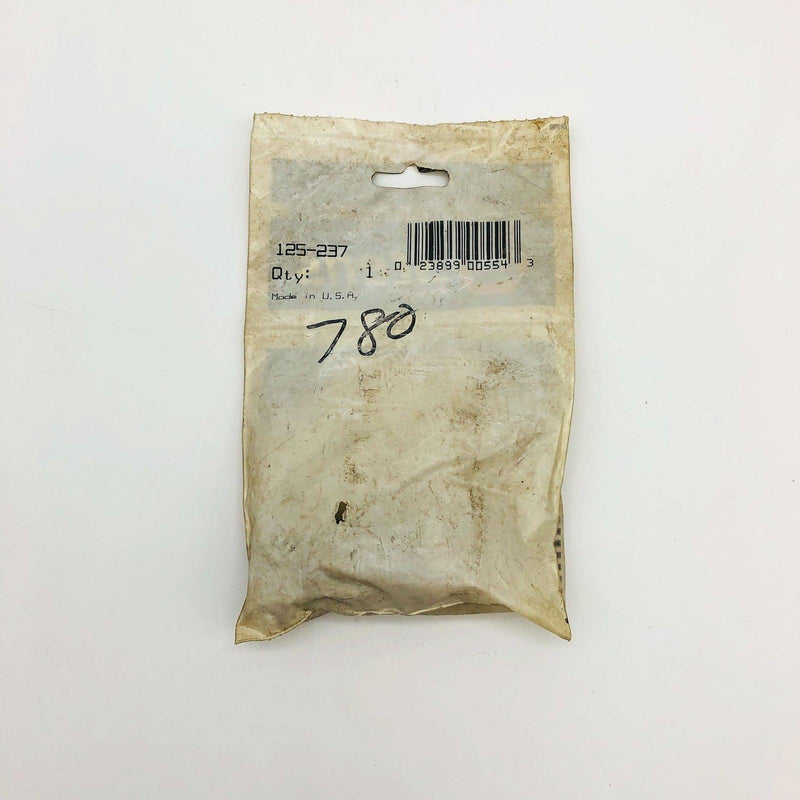 125-237
Qty: 1
Made in U.S.A.
0 23899 00554 3
780